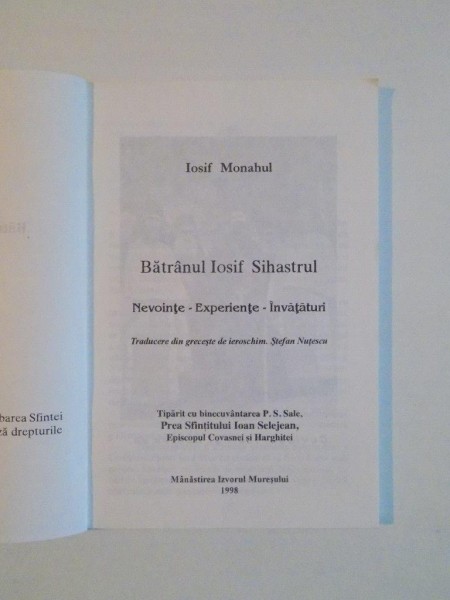 barea Sfintei
ză drepturile
Iosif Monahul
Bătrânul Iosif Sihastrul
Nevoințe - Experiențe - Învățături
Traducere din grecește de ieroschim. Ștefan Nuțescu
Tipărit cu binecuvântarea P. S. Sale,
Prea Sfințitului Ioan Selejean,
Episcopul Covasnei și Harghitei
Mânăstirea Izvorul Mureșului
1998